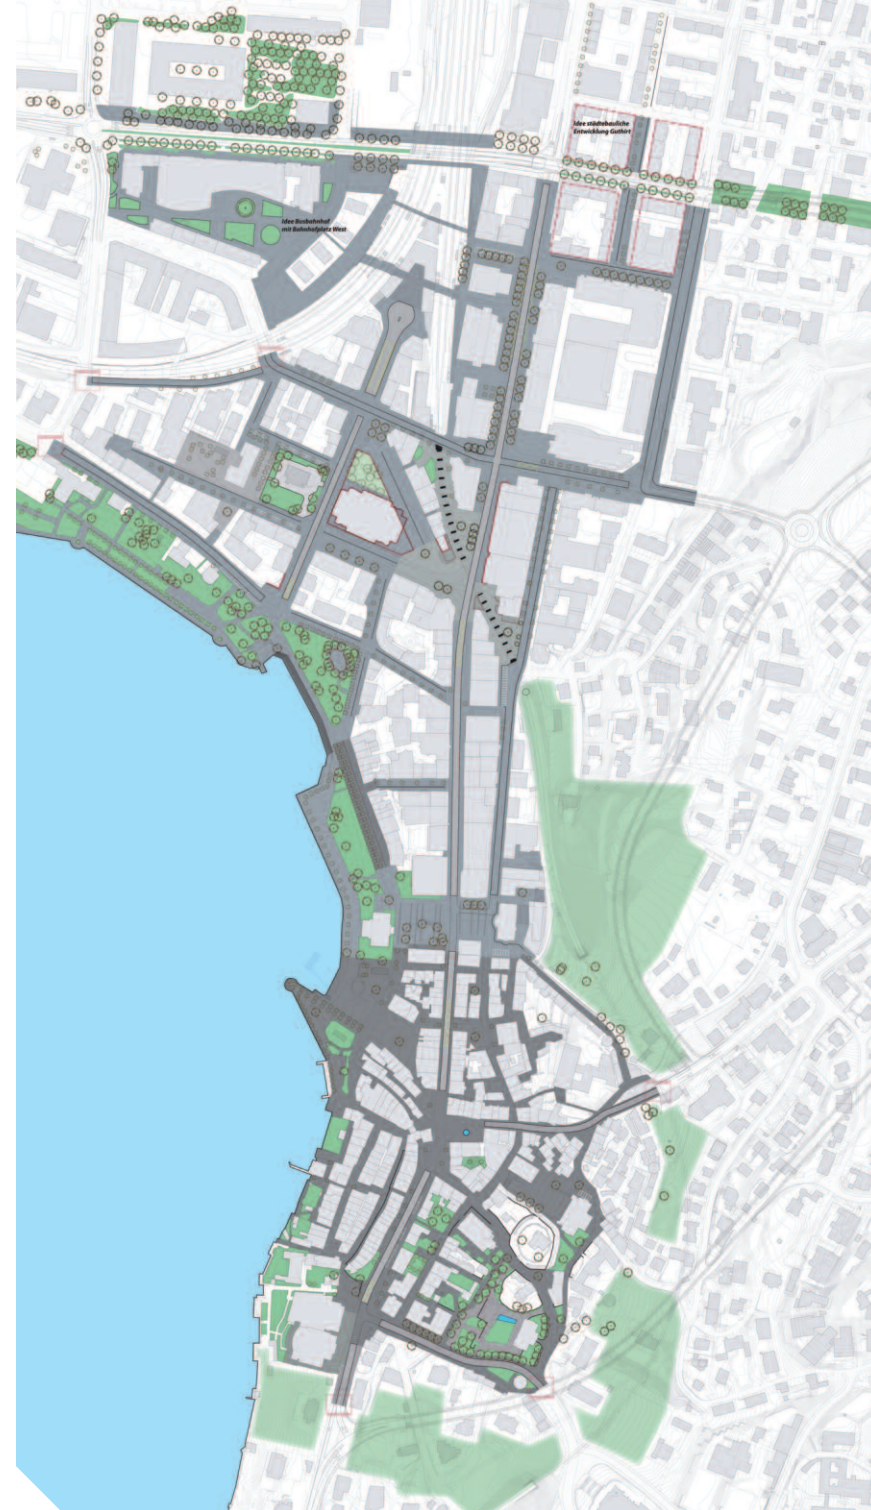 Idee städtebauliche
Entwicklung Guthirt
Idee Busbahnhof
mit Bahnhofplatz West